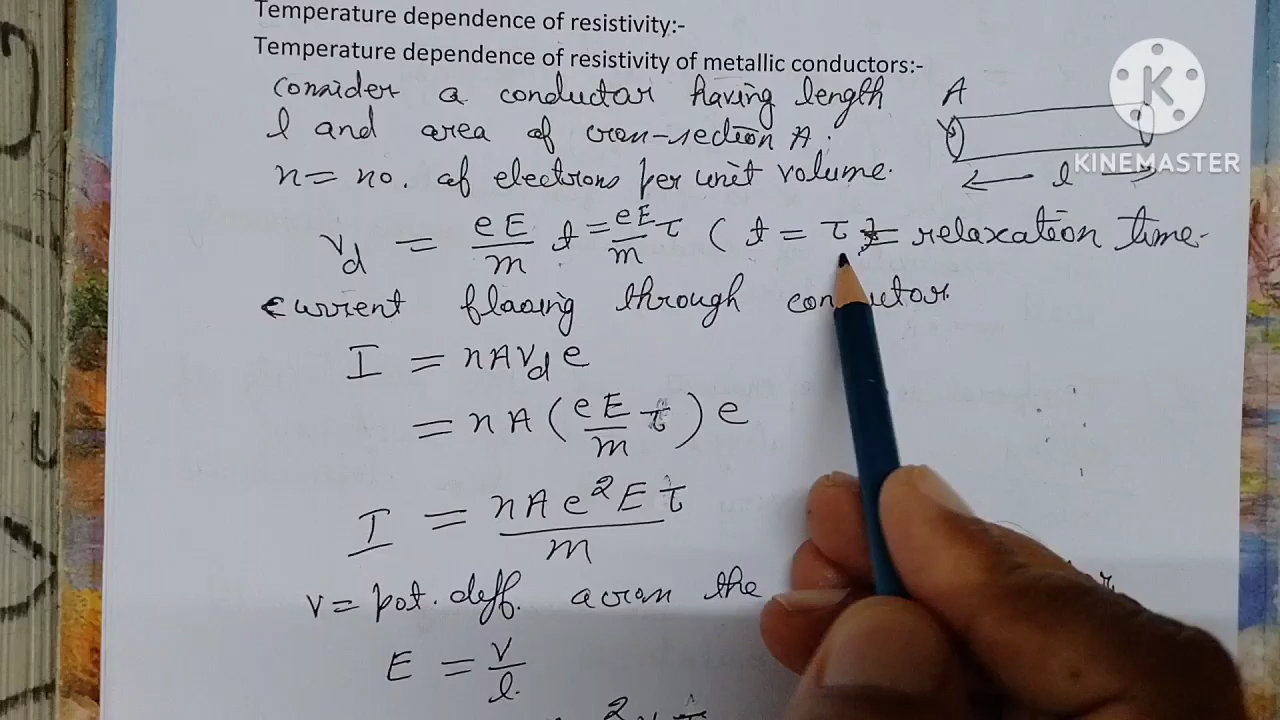 Temperature dependence of resistivity:-
Temperature dependence of resistivity of metallic conductors:-
consider a conductor having length
l and area of cross-section A.
n = no. of electrons per unit volume.
A
l
K
KINEMASTER
v_d = eE/m t = eE/m τ ( t = τ = relaxation time
current flowing through conductor.
I = nAv_d e
= nA(eE/m τ)e
I = nAe²Eτ/m
V = pot. diff. across the
E = V/l